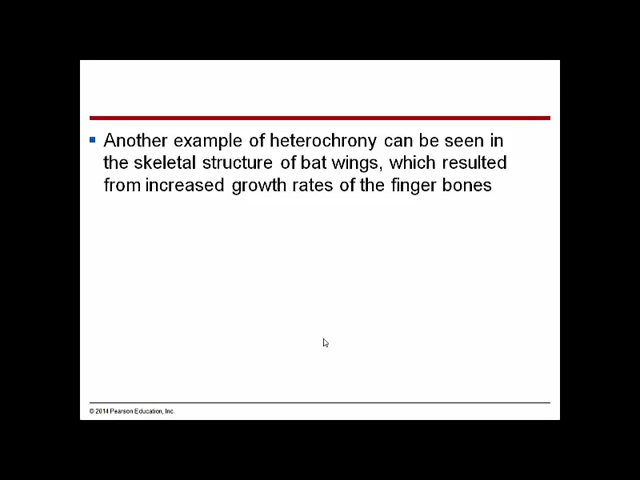 Another example of heterochrony can be seen in
the skeletal structure of bat wings, which resulted
from increased growth rates of the finger bones
© 2014 Pearson Education, Inc.